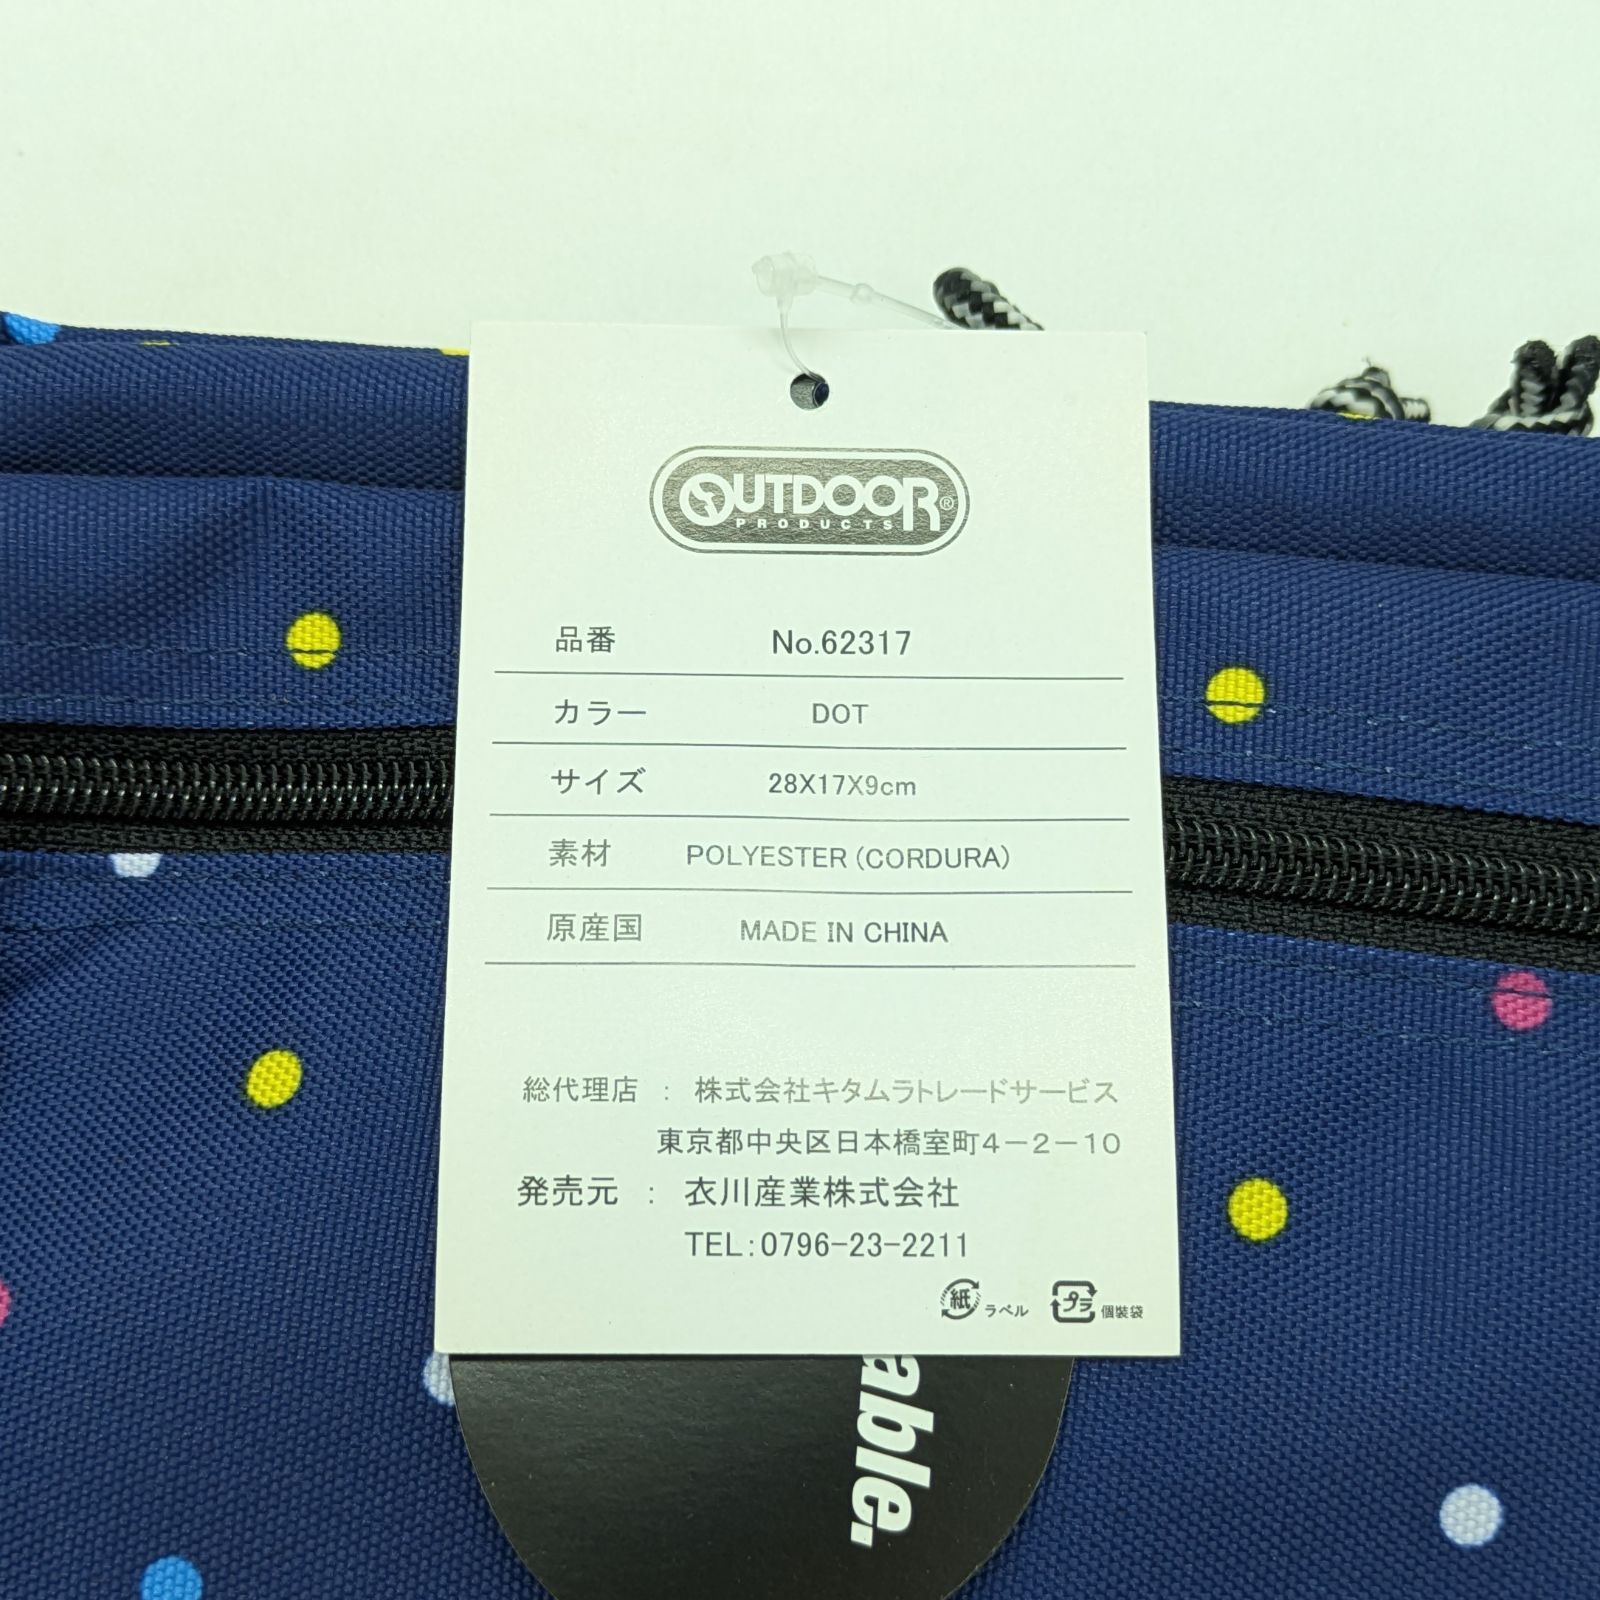 OUTDOOR®
PRODUCTS
品番 No.62317
カラー DOT
サイズ 28X17X9cm
素材 POLYESTER (CORDURA)
原産国 MADE IN CHINA
総代理店 : 株式会社キタムラトレードサービス
東京都中央区日本橋室町4-2-10
発売元 : 衣川産業株式会社
TEL:0796-23-2211
紙 ラベル プラ 個装袋
able.